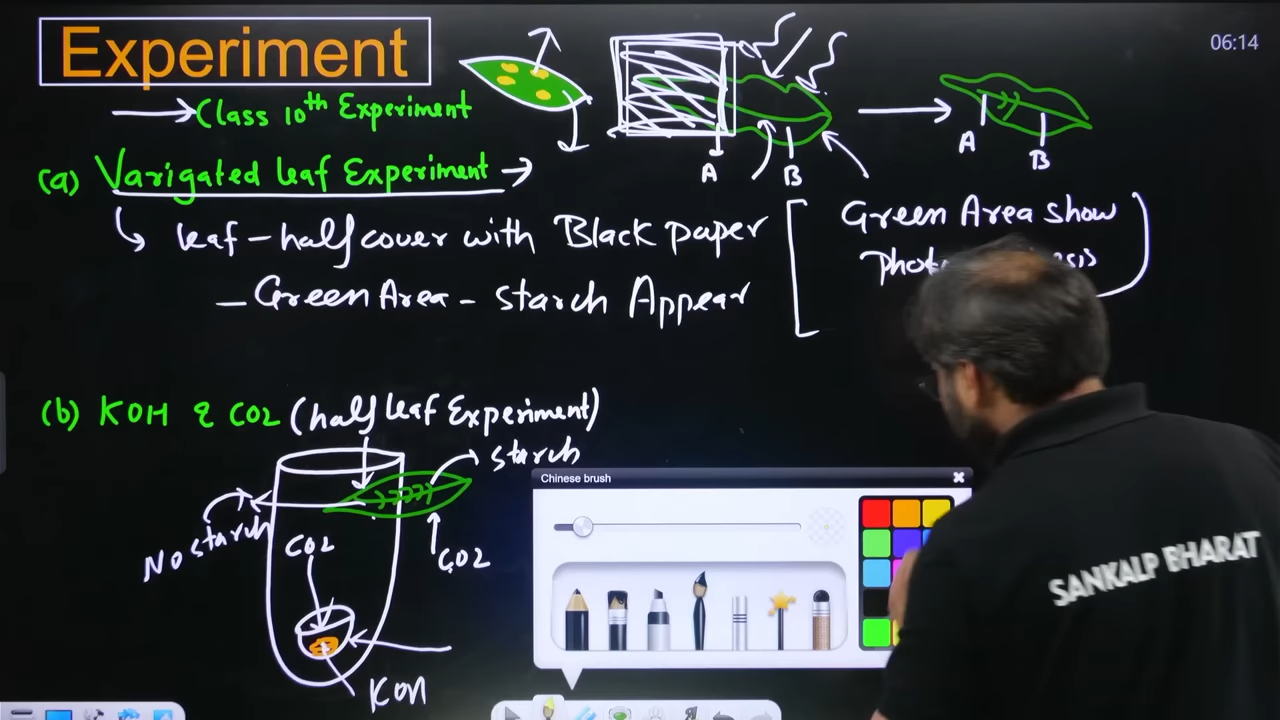 Experiment
06:14
→ Class 10th Experiment
A
B
A
B
(a) Varigated leaf Experiment →
leaf - half cover with Black paper
- Green Area - starch Appear
Green Area show
(b) KOH & CO2 (half leaf Experiment)
starch
No starch
CO2
CO2
KOH
Chinese brush
SANKALP BHARAT